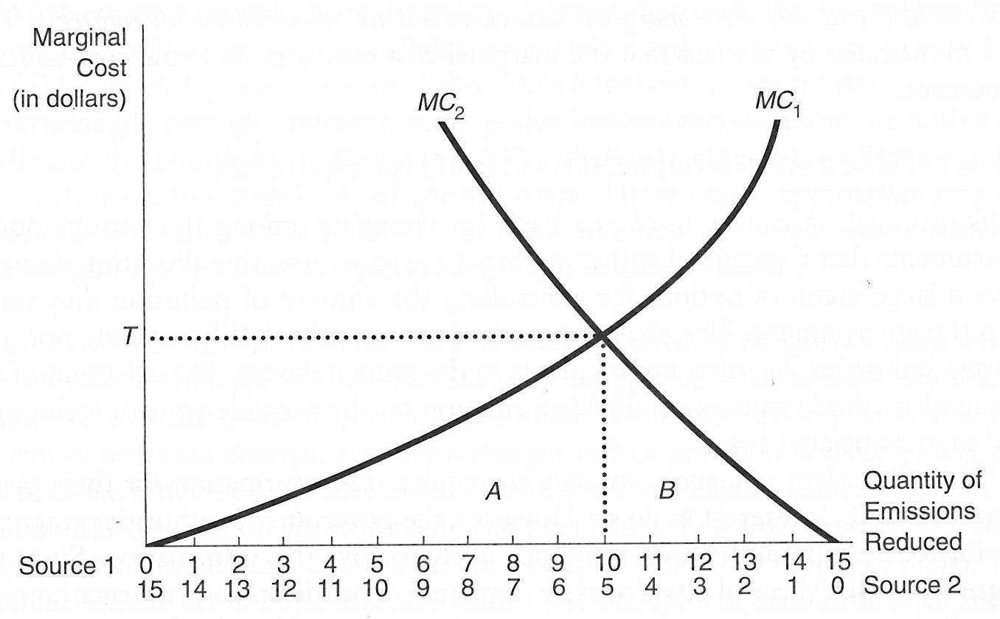 Marginal
Cost
(in dollars)
MC2
MC1
T
A
B
Quantity of
Emissions
Reduced
Source 1 0 1 2 3 4 5 6 7 8 9 10 11 12 13 14 15
15 14 13 12 11 10 9 8 7 6 5 4 3 2 1 0 Source 2